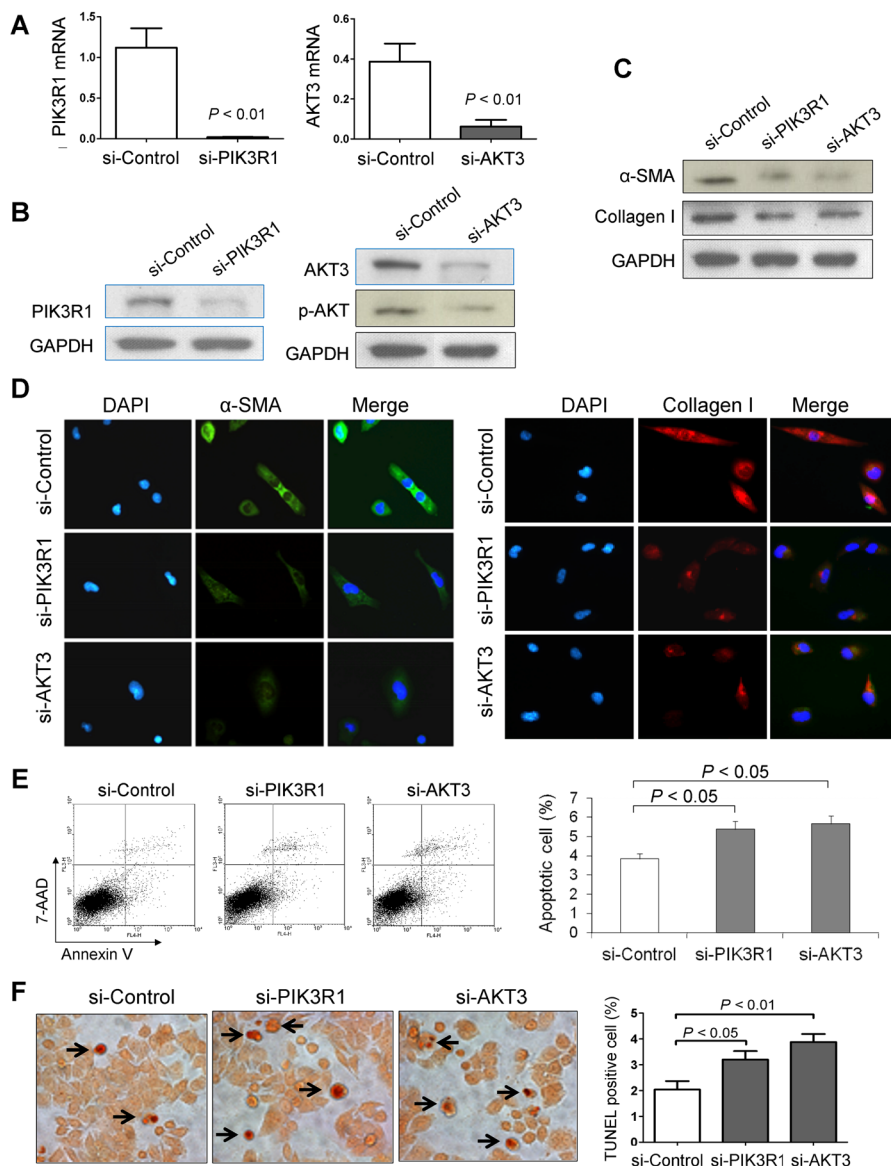 A
PIK3R1 mRNA
1.5
1.0
0.5
0.0
P < 0.01
si-Control
si-PIK3R1
AKT3 mRNA
0.6
0.4
0.2
0.0
P < 0.01
si-Control
si-AKT3
B
si-Control
si-PIK3R1
PIK3R1
GAPDH
si-Control
si-AKT3
AKT3
p-AKT
GAPDH
C
si-Control
si-PIK3R1
si-AKT3
α-SMA
Collagen I
GAPDH
D
DAPI
α-SMA
Merge
si-Control
si-PIK3R1
si-AKT3
DAPI
Collagen I
Merge
si-Control
si-PIK3R1
si-AKT3
E
si-Control
si-PIK3R1
si-AKT3
7-AAD
Annexin V
FL3-H
FL4-H
FL3-H
FL4-H
FL3-H
FL4-H
Apoptotic cell (%)
7
6
5
4
3
2
1
0
P < 0.05
P < 0.05
si-Control
si-PIK3R1
si-AKT3
F
si-Control
si-PIK3R1
si-AKT3
TUNEL positive cell (%)
5
4
3
2
1
0
P < 0.01
P < 0.05
si-Control
si-PIK3R1
si-AKT3